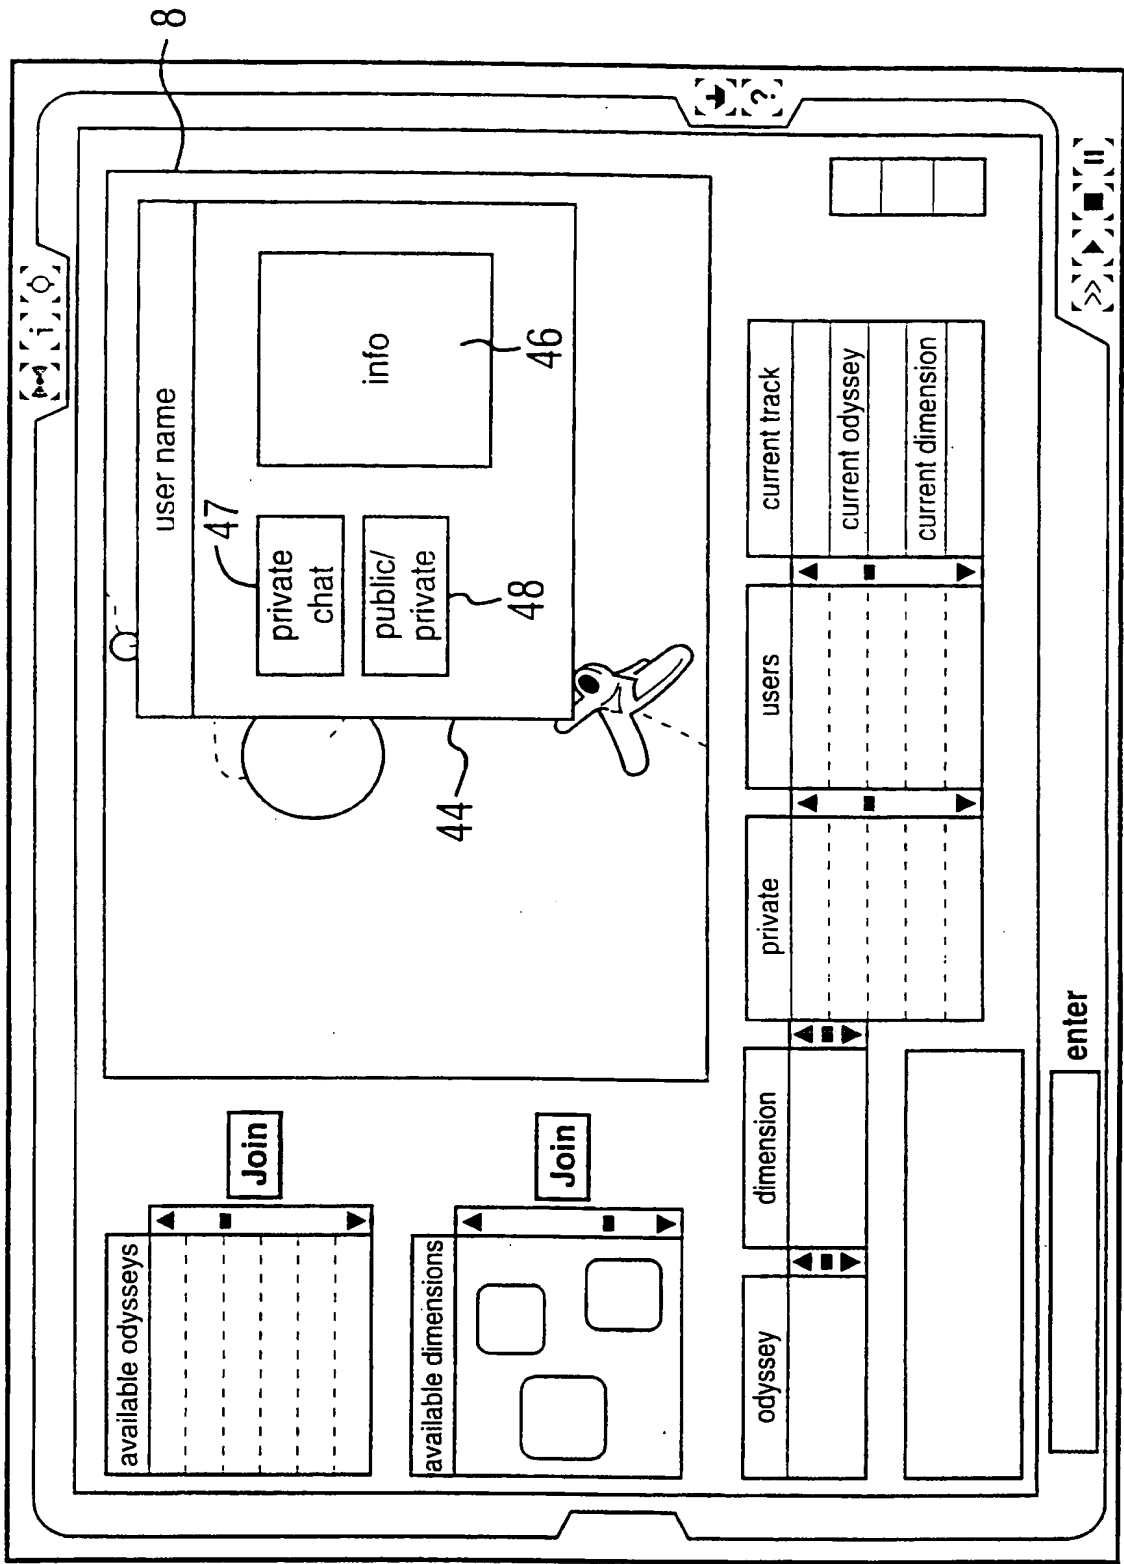 8
i
?
available odysseys
Join
available dimensions
Join
user name
private
chat
47
public/
private
48
info
46
44
odyssey
dimension
private
users
current track
current odyssey
current dimension
enter
>>